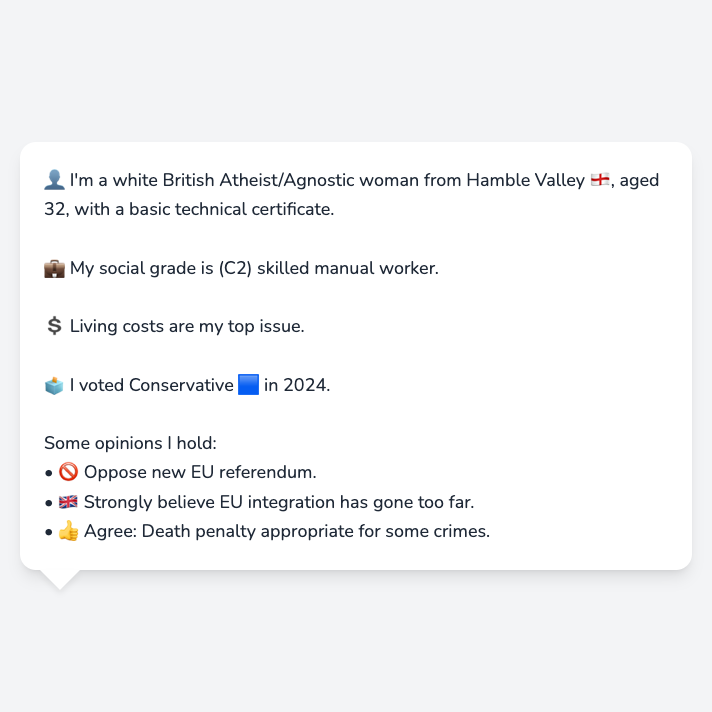 👤 I'm a white British Atheist/Agnostic woman from Hamble Valley 🏴󠁧󠁢󠁥󠁮󠁧󠁿, aged
32, with a basic technical certificate.
💼 My social grade is (C2) skilled manual worker.
💲 Living costs are my top issue.
🗳️ I voted Conservative 🟦 in 2024.
Some opinions I hold:
• 🚫 Oppose new EU referendum.
• 🇬🇧 Strongly believe EU integration has gone too far.
• 👍 Agree: Death penalty appropriate for some crimes.